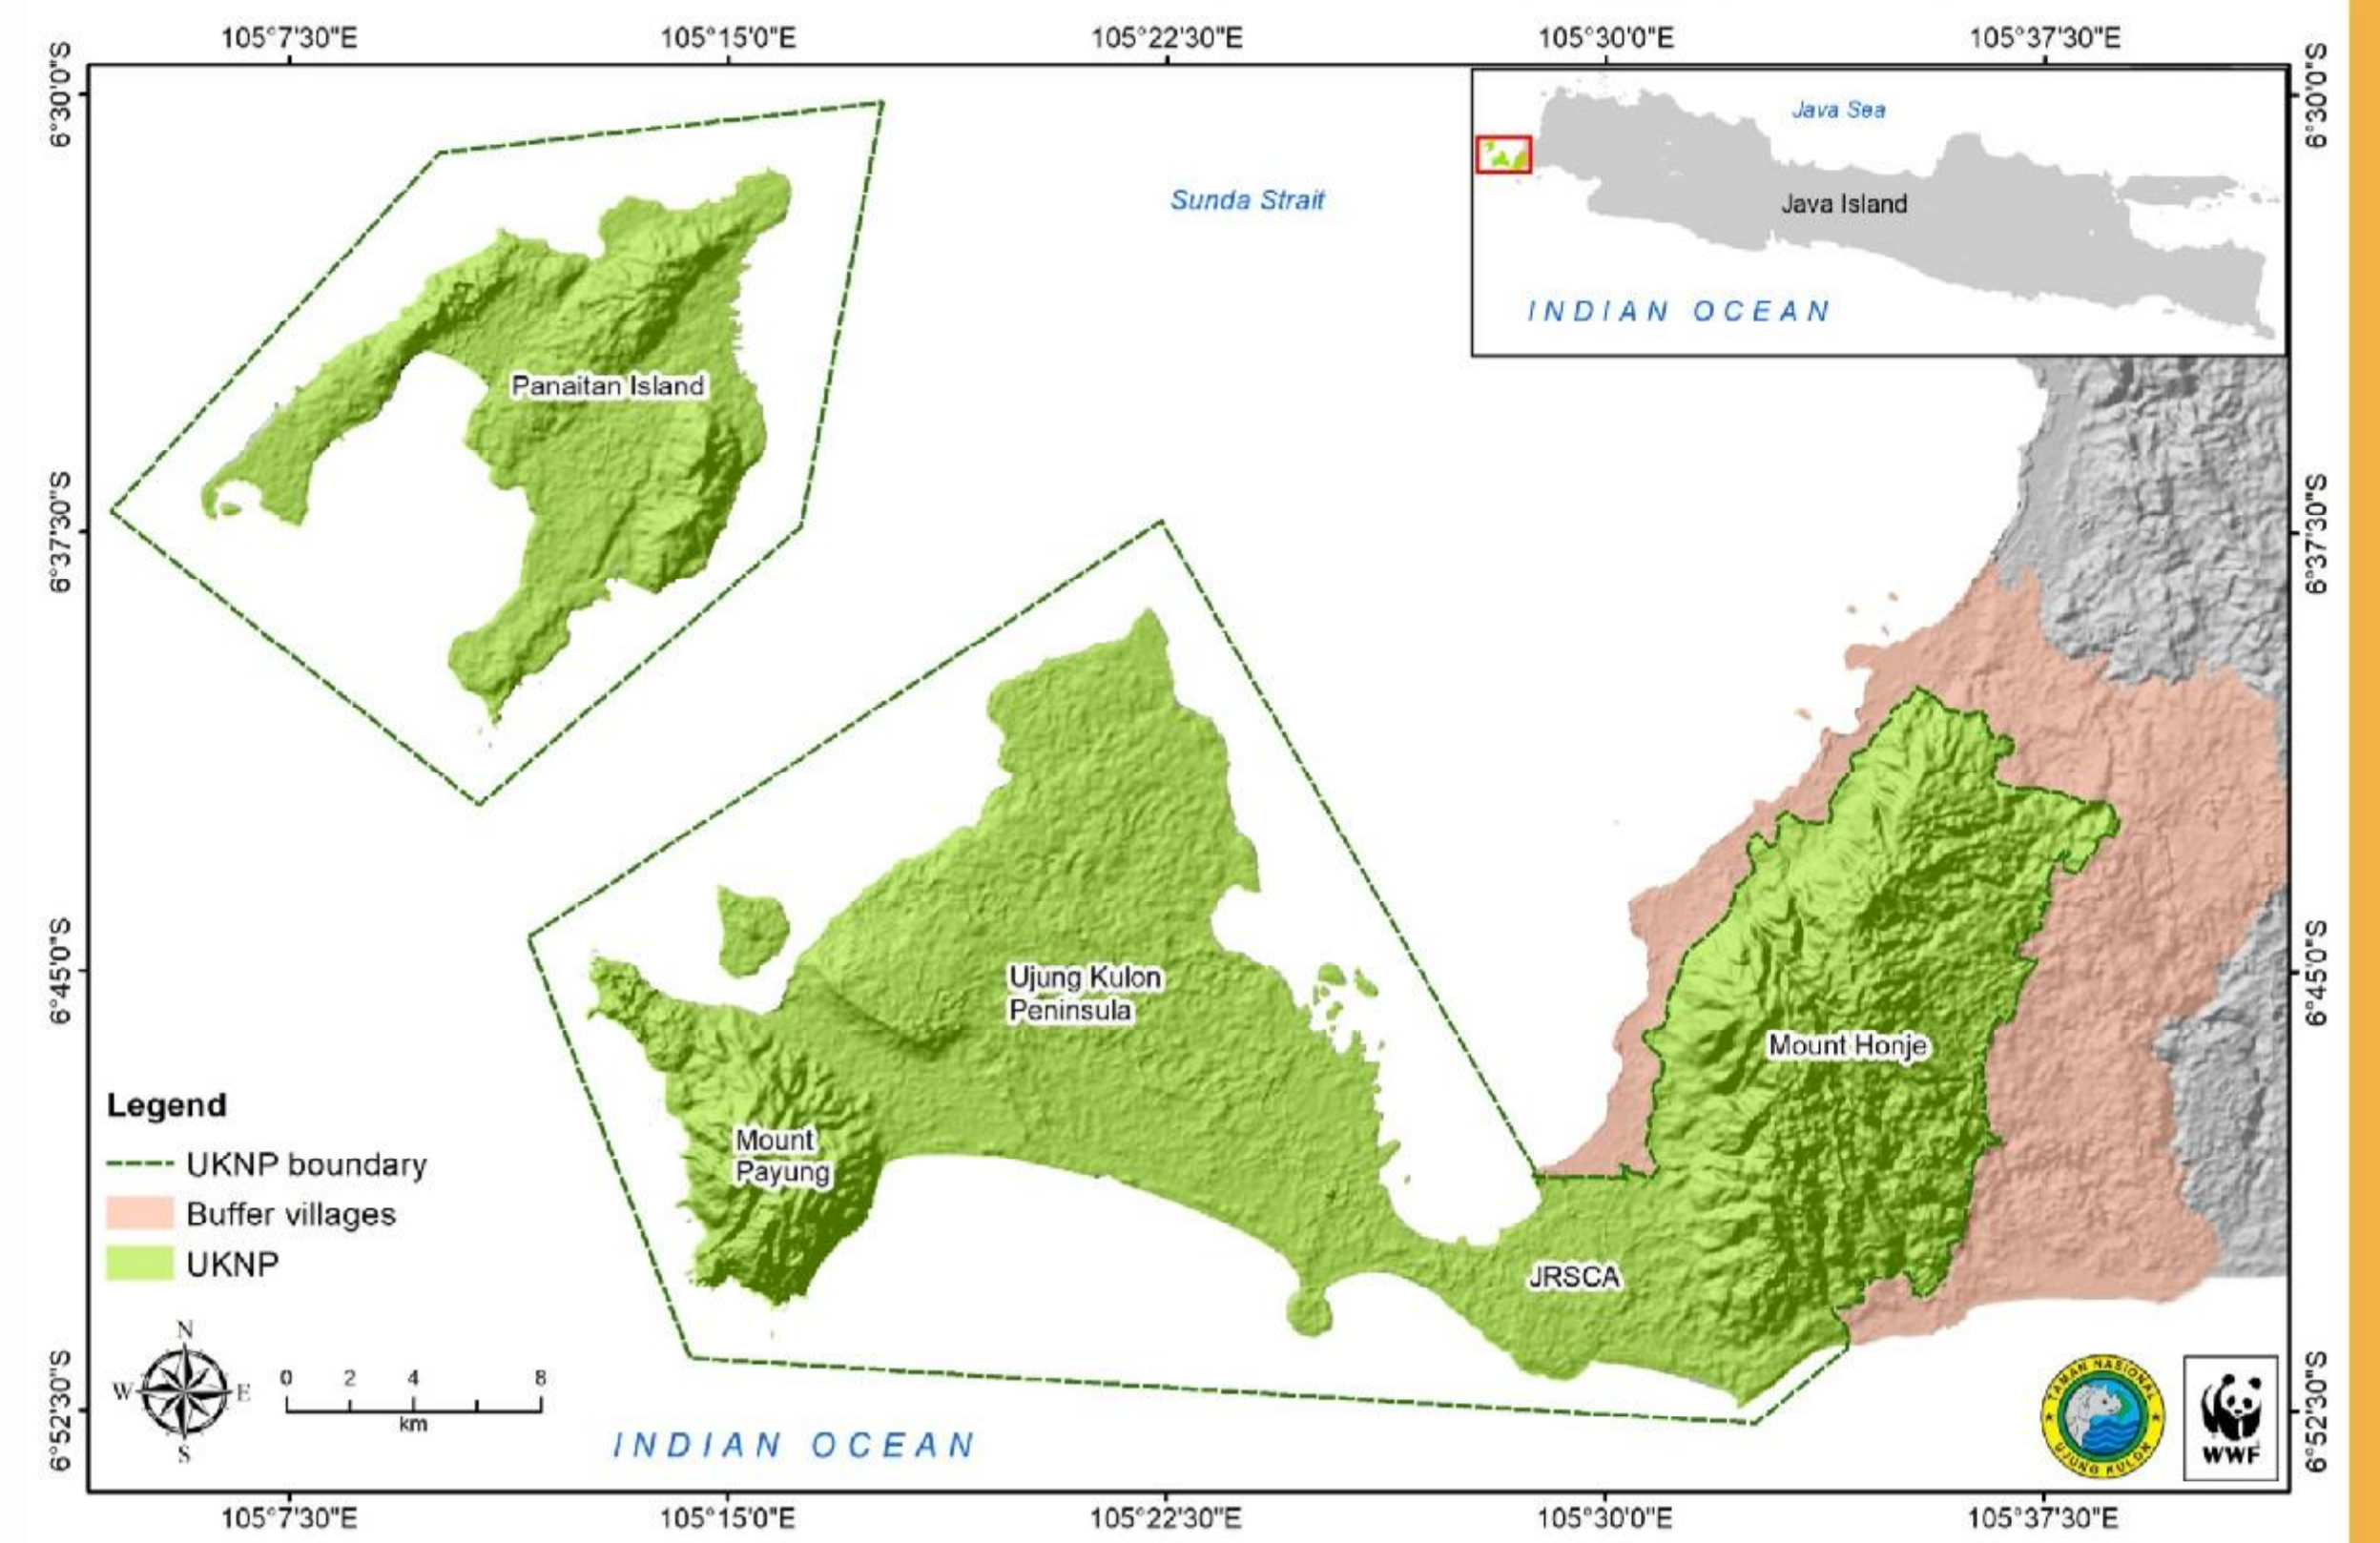 105°7'30"E
105°15'0"E
105°22'30"E
105°30'0"E
105°37'30"E
6°30'0"S
6°30'0"S
Java Sea
Sunda Strait
Java Island
INDIAN OCEAN
Panaitan Island
6°37'30"S
6°37'30"S
6°45'0"S
6°45'0"S
Ujung Kulon
Peninsula
Mount Honje
Mount
Payung
JRSCA
Legend
UKNP boundary
Buffer villages
UKNP
N
W
E
S
0 2 4 8
km
INDIAN OCEAN
TAMAN NASIONAL
UJUNG KULON
WWF
6°52'30"S
6°52'30"S
105°7'30"E
105°15'0"E
105°22'30"E
105°30'0"E
105°37'30"E